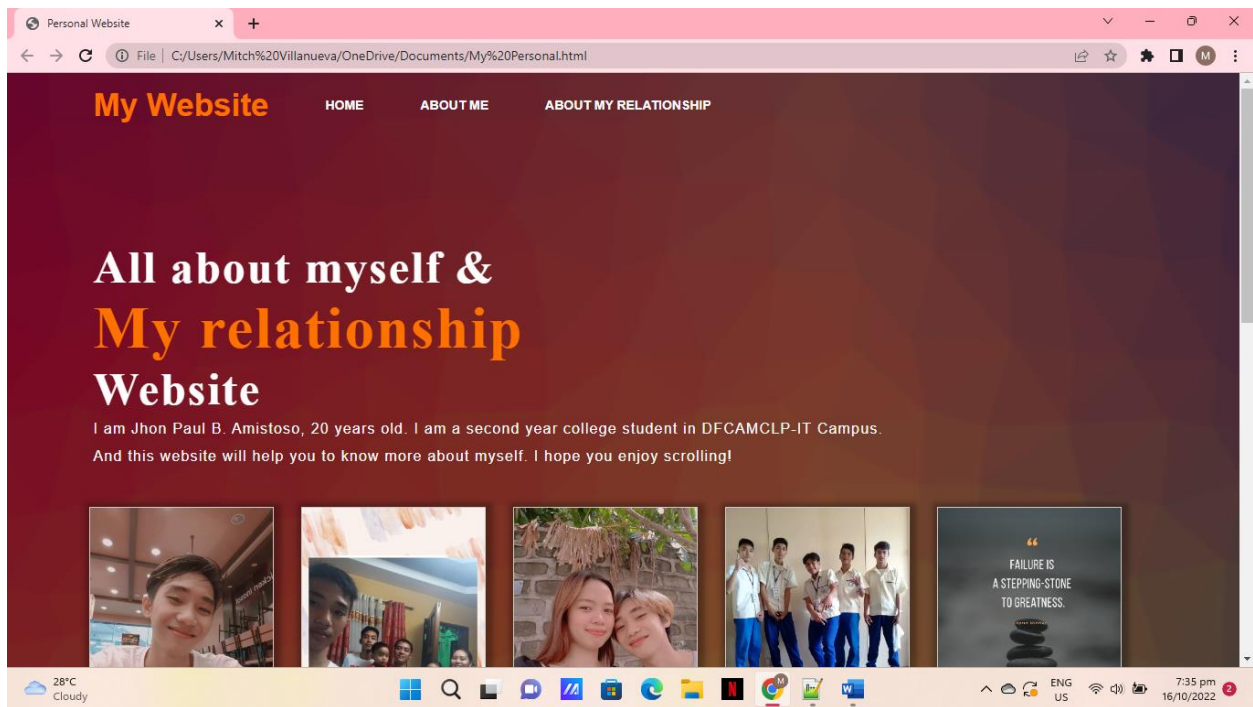 Personal Website
File | C:/Users/Mitch%20Villanueva/OneDrive/Documents/My%20Personal.html
M
My Website
HOME ABOUT ME ABOUT MY RELATIONSHIP
All about myself &
My relationship
Website
I am Jhon Paul B. Amistoso, 20 years old. I am a second year college student in DFCAMCLP-IT Campus.
And this website will help you to know more about myself. I hope you enjoy scrolling!
“
FAILURE IS
A STEPPING-STONE
TO GREATNESS.
28°C
Cloudy
N
M
W
ENG
US
7:35 pm
16/10/2022
2